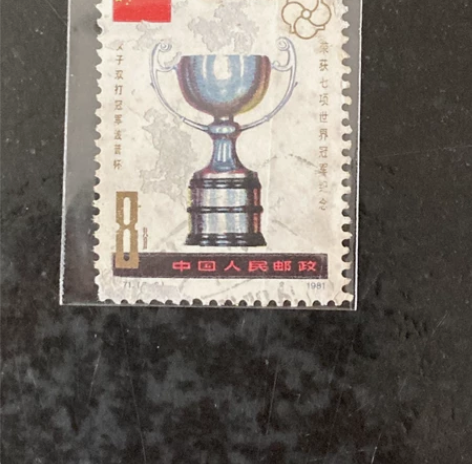 女子双打冠军波普杯
荣获七项世界冠军纪念
8分
中国人民邮政
1981